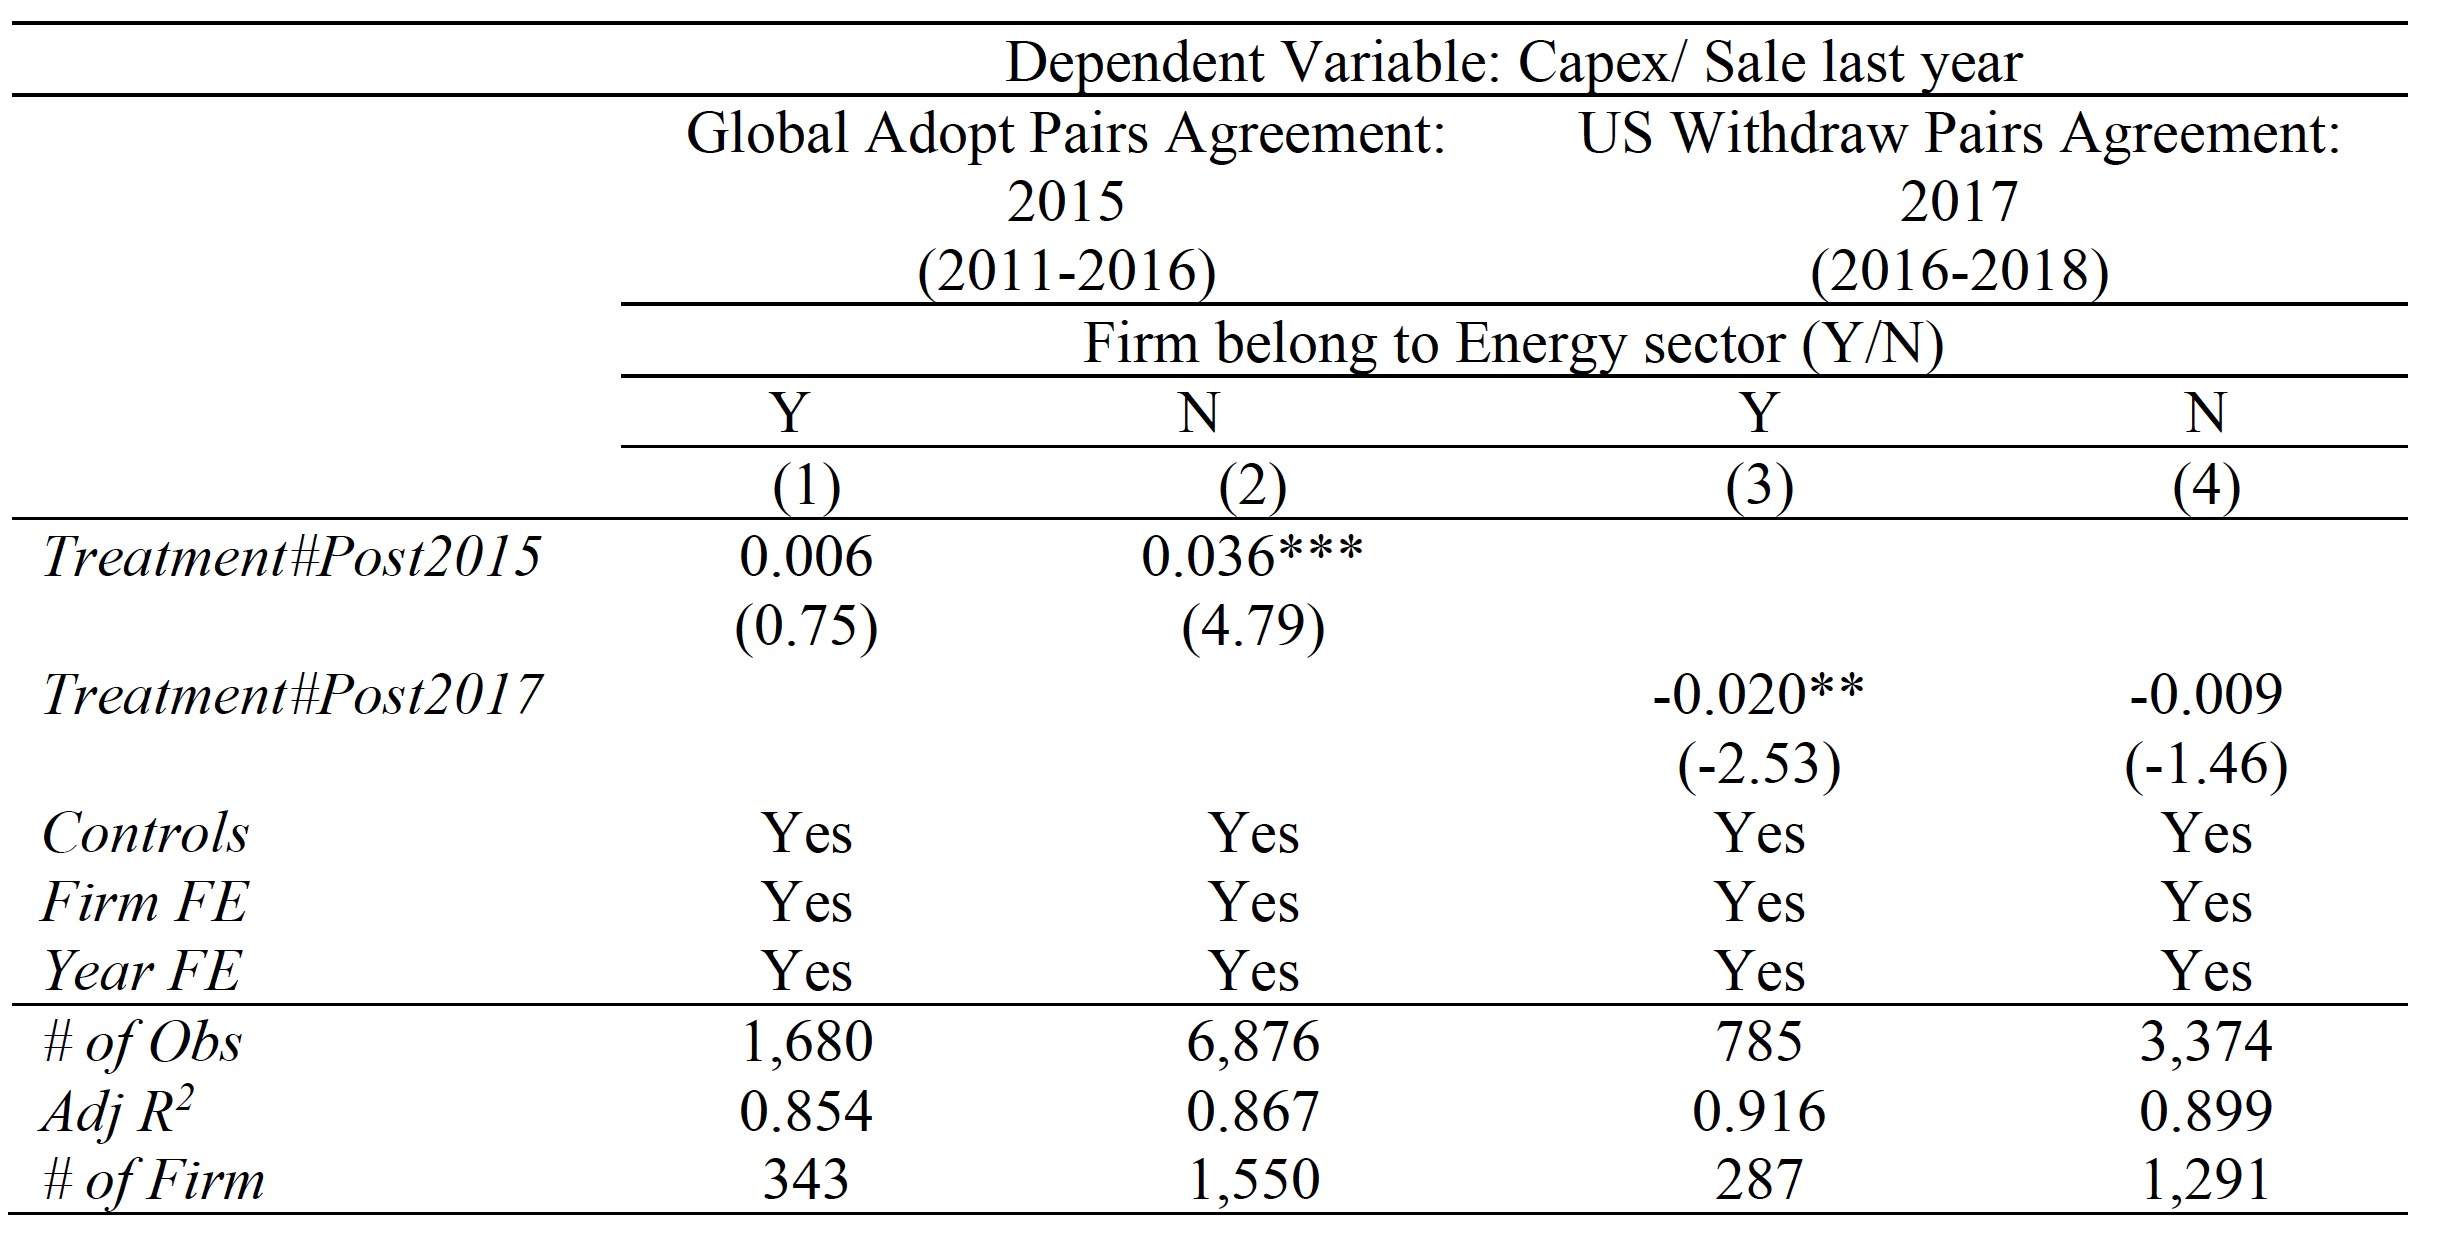 Dependent Variable: Capex/ Sale last year
Global Adopt Pairs Agreement: US Withdraw Pairs Agreement:
2015 2017
(2011-2016) (2016-2018)
Firm belong to Energy sector (Y/N)
Y N Y N
(1) (2) (3) (4)
Treatment#Post2015 0.006 0.036***
(0.75) (4.79)
Treatment#Post2017 -0.020** -0.009
(-2.53) (-1.46)
Controls Yes Yes Yes Yes
Firm FE Yes Yes Yes Yes
Year FE Yes Yes Yes Yes
# of Obs 1,680 6,876 785 3,374
Adj R² 0.854 0.867 0.916 0.899
# of Firm 343 1,550 287 1,291